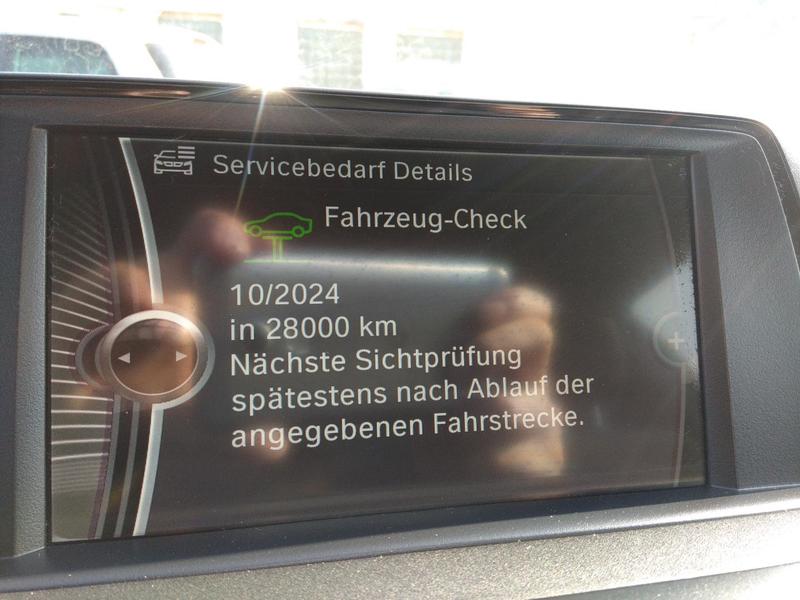 Servicebedarf Details
Fahrzeug-Check
10/2024
in 28000 km
Nächste Sichtprüfung
spätestens nach Ablauf der
angegebenen Fahrstrecke.